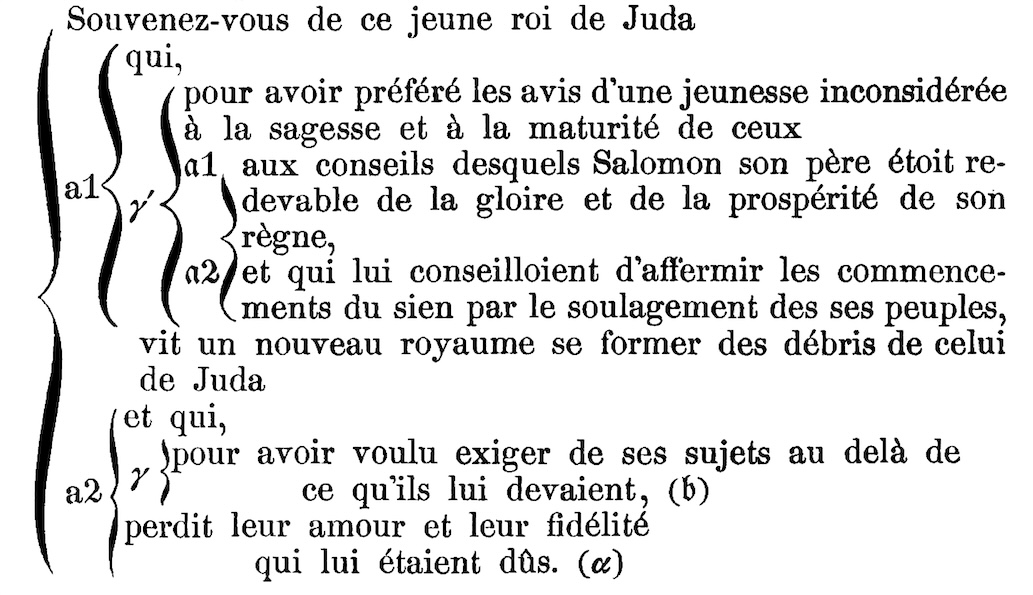 Souvenez-vous de ce jeune roi de Juda
qui,
pour avoir préféré les avis d'une jeunesse inconsidérée
à la sagesse et à la maturité de ceux
a1 aux conseils desquels Salomon son père étoit re-
a1 γ' devable de la gloire et de la prospérité de son
règne,
a2 et qui lui conseilloient d'affermir les commence-
ments du sien par le soulagement des ses peuples,
vit un nouveau royaume se former des débris de celui
de Juda
et qui,
γ pour avoir voulu exiger de ses sujets au delà de
a2 ce qu'ils lui devaient, (b)
perdit leur amour et leur fidélité
qui lui étaient dûs. (α)